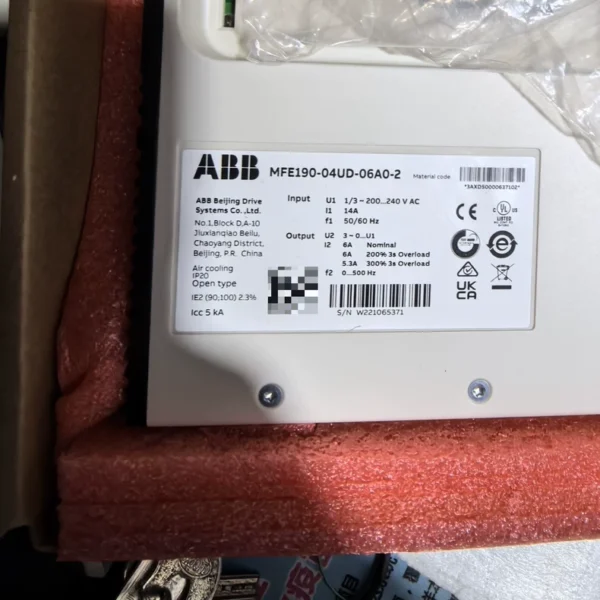 ABB
MFE190-04UD-06A0-2
Material code
*3AXD50000637102*
ABB Beijing Drive
Systems Co.,Ltd.
No.1,Block D,A-10
Jiuxianqiao Beilu,
Chaoyang District,
Beijing, P.R. China
Air cooling
IP20
Open type
IE2 (90;100) 2.3%
Icc 5 kA
Input U1 1/3~200...240 V AC
I1 14A
f1 50/60 Hz
Output U2 3~0...U1
I2 6A Nominal
6A 200% 3s Overload
5.3A 300% 3s Overload
f2 0...500 Hz
S/N W221065371
CE
UL
LISTED
UK
CA